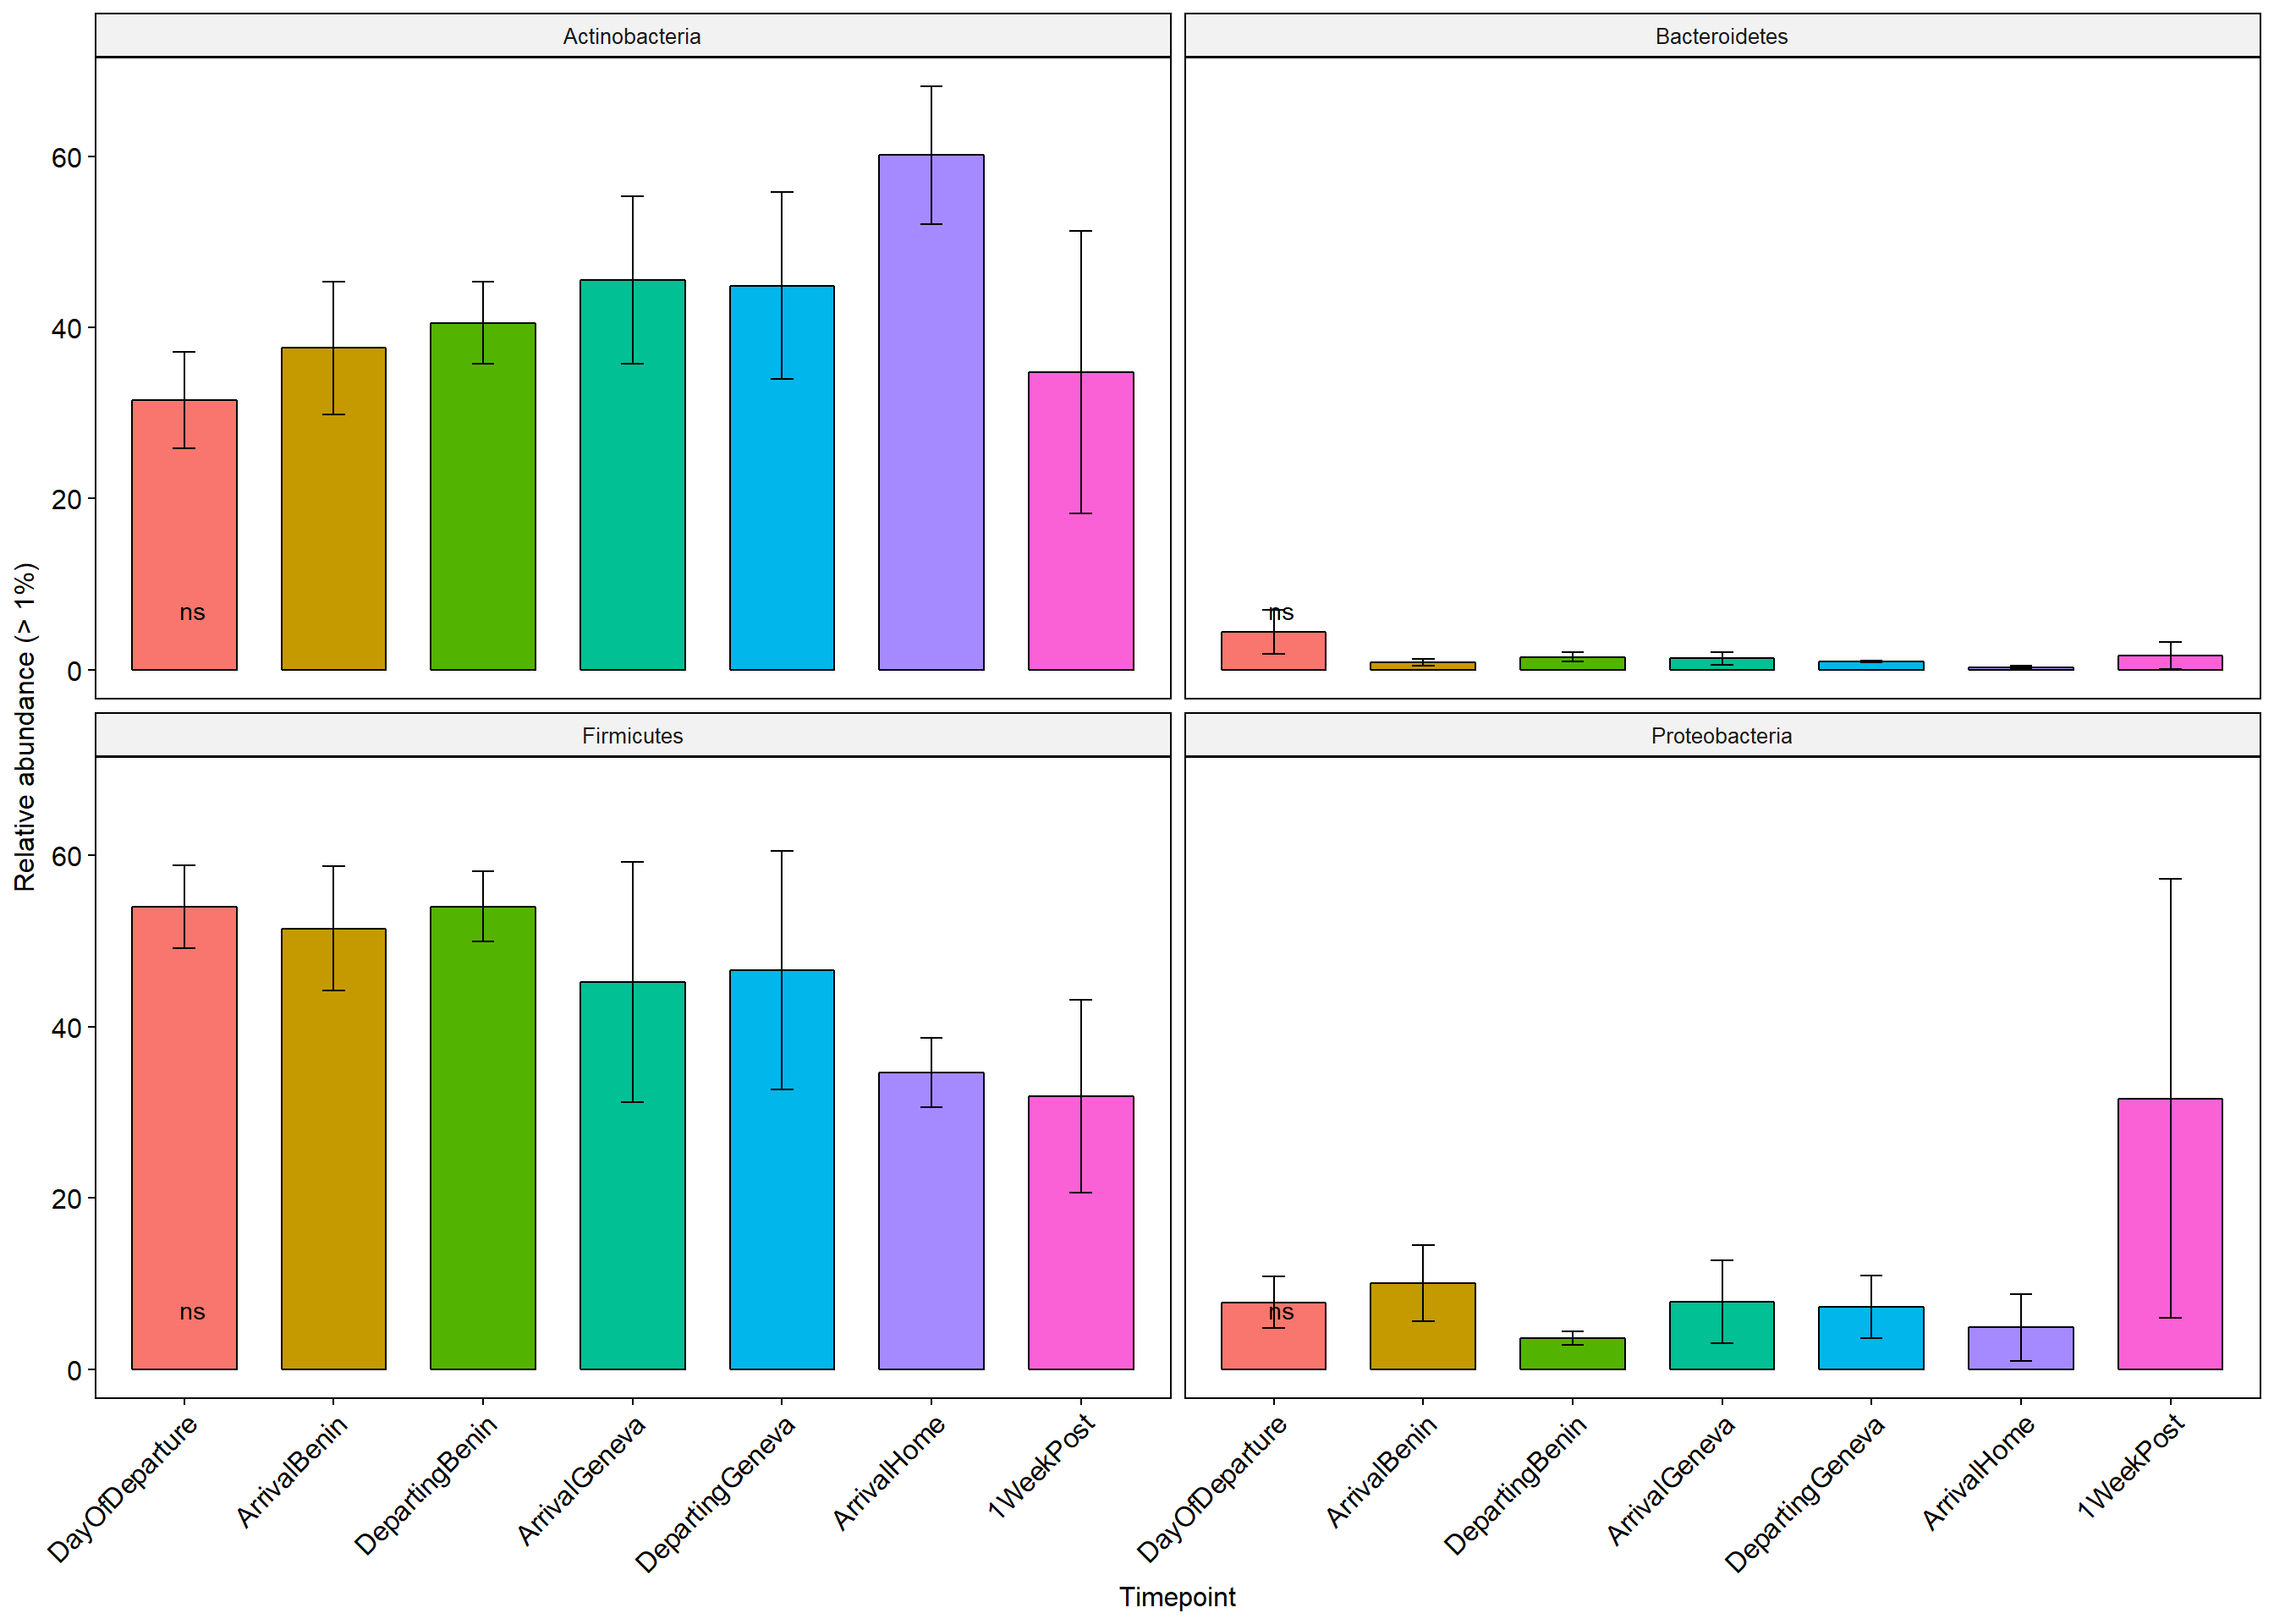 Actinobacteria
Bacteroidetes
60
40
20
0
ns
ns
Relative abundance (> 1%)
Firmicutes
Proteobacteria
60
40
20
0
ns
ns
DayOfDeparture
ArrivalBenin
DepartingBenin
ArrivalGeneva
DepartingGeneva
ArrivalHome
1WeekPost
DayOfDeparture
ArrivalBenin
DepartingBenin
ArrivalGeneva
DepartingGeneva
ArrivalHome
1WeekPost
Timepoint